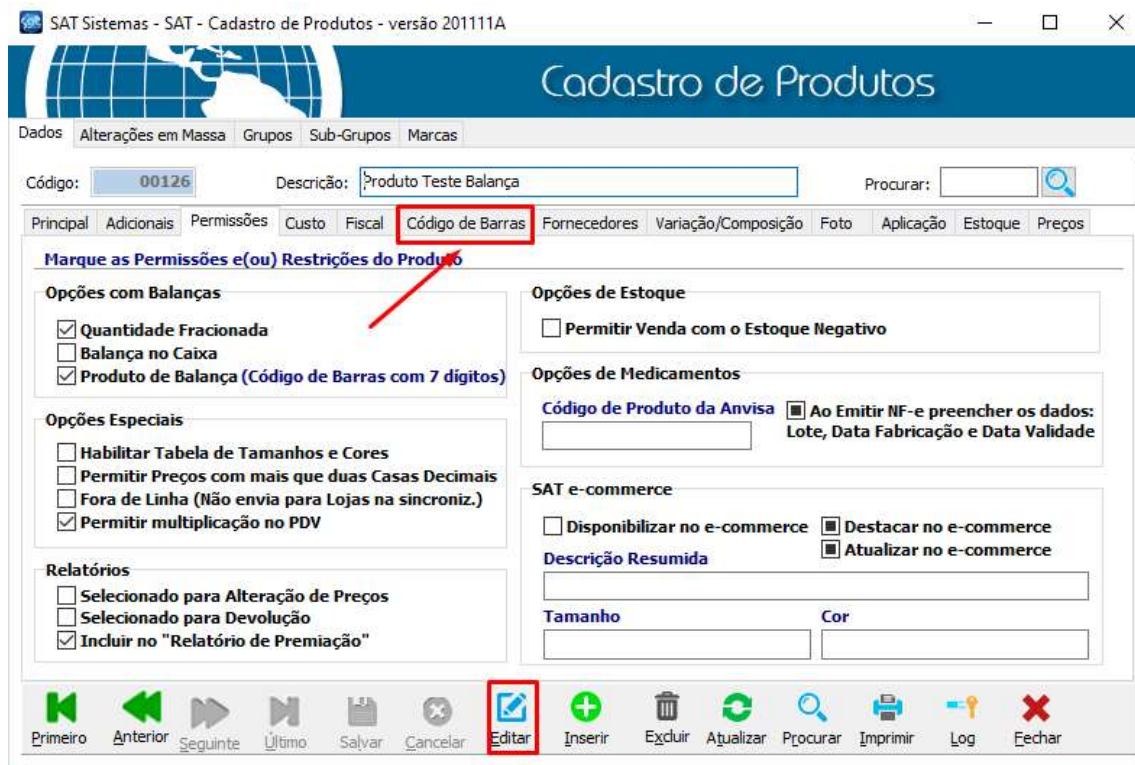 SAT Sistemas - SAT - Cadastro de Produtos - versão 201111A
Cadastro de Produtos
Dados Alterações em Massa Grupos Sub-Grupos Marcas
Código: 00126 Descrição: Produto Teste Balança Procurar:
Principal Adicionais Permissões Custo Fiscal Código de Barras Fornecedores Variação/Composição Foto Aplicação Estoque Preços
Marque as Permissões e(ou) Restrições do Produto
Opções com Balanças
Quantidade Fracionada
Balança no Caixa
Produto de Balança (Código de Barras com 7 dígitos)
Opções Especiais
Habilitar Tabela de Tamanhos e Cores
Permitir Preços com mais que duas Casas Decimais
Fora de Linha (Não envia para Lojas na sincroniz.)
Permitir multiplicação no PDV
Relatórios
Selecionado para Alteração de Preços
Selecionado para Devolução
Incluir no "Relatório de Premiação"
Opções de Estoque
Permitir Venda com o Estoque Negativo
Opções de Medicamentos
Código de Produto da Anvisa
Ao Emitir NF-e preencher os dados:
Lote, Data Fabricação e Data Validade
SAT e-commerce
Disponibilizar no e-commerce Destacar no e-commerce
Atualizar no e-commerce
Descrição Resumida
Tamanho Cor
Primeiro Anterior Seguinte Último Salvar Cancelar Editar Inserir Excluir Atualizar Procurar Imprimir Log Fechar